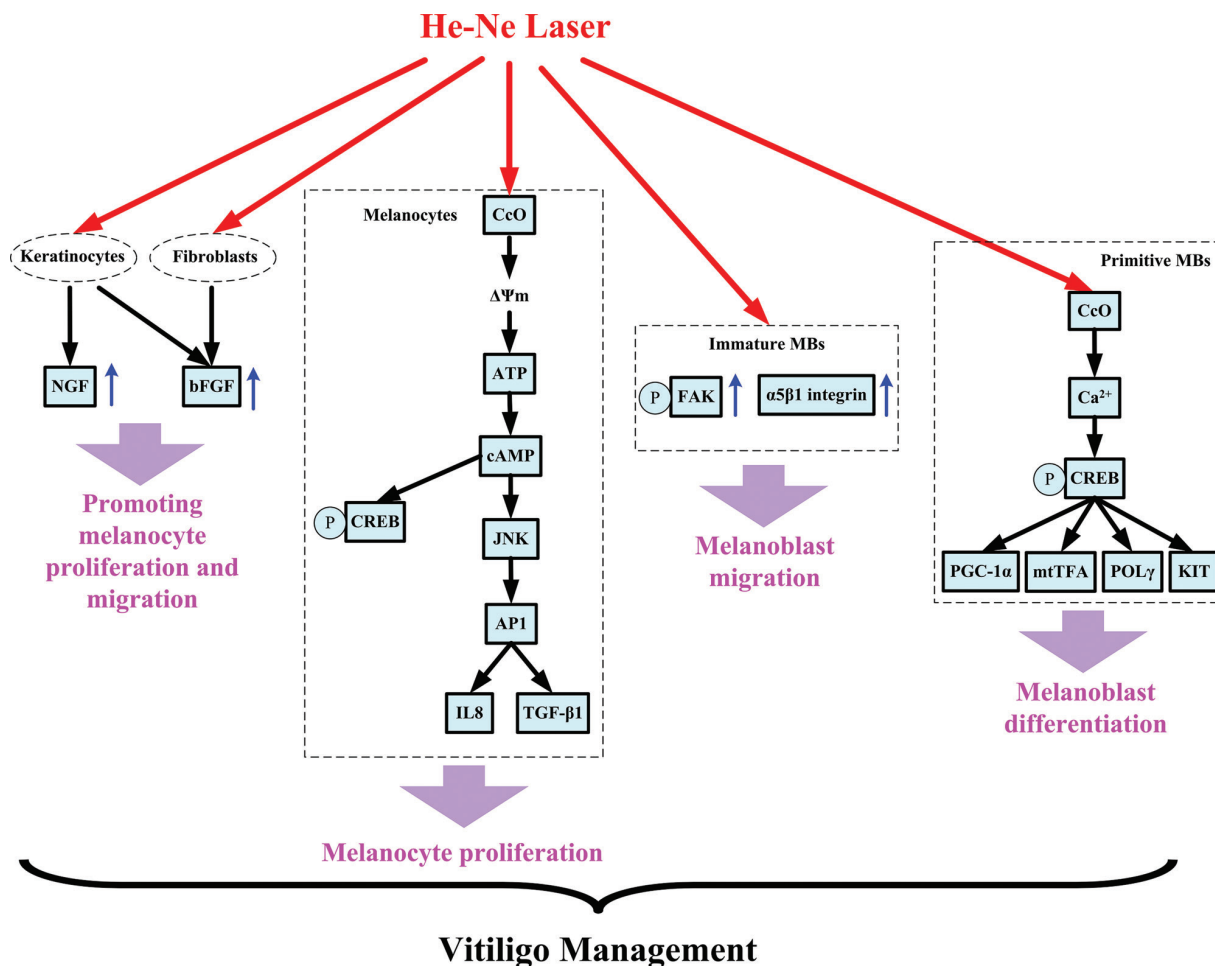 He-Ne Laser
Keratinocytes
Fibroblasts
NGF
bFGF
Promoting
melanocyte
proliferation and
migration
Melanocytes
CcO
ΔΨm
ATP
cAMP
P
CREB
JNK
AP1
IL8
TGF-β1
Melanocyte proliferation
Immature MBs
P
FAK
α5β1 integrin
Melanoblast
migration
Primitive MBs
CcO
Ca²⁺
P
CREB
PGC-1α
mtTFA
POLγ
KIT
Melanoblast
differentiation
Vitiligo Management